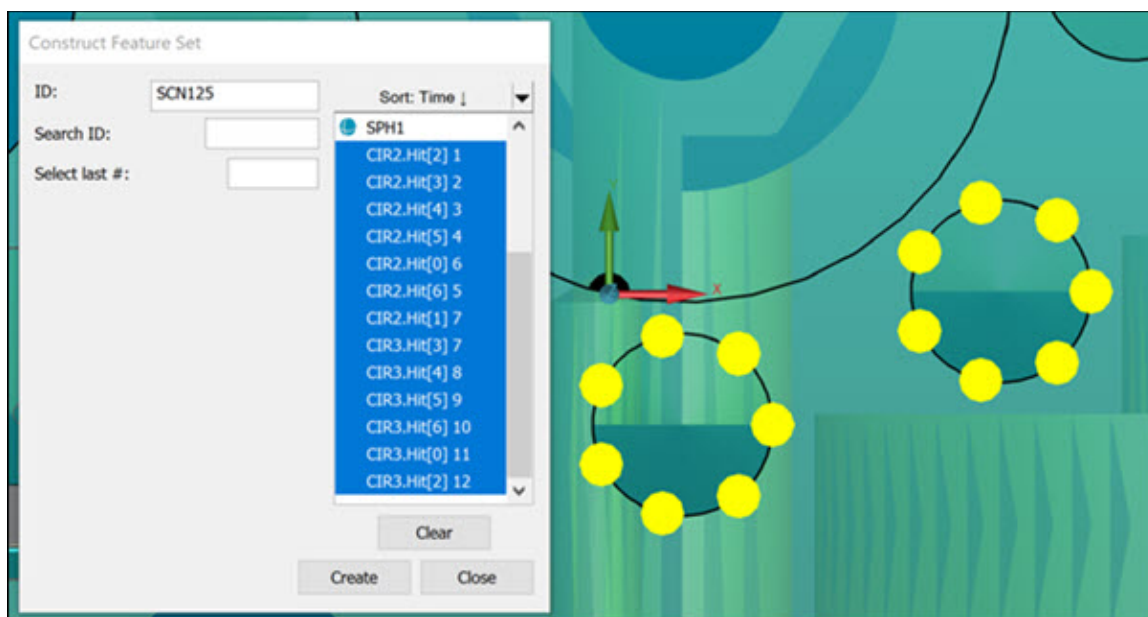 Construct Feature Set
ID: SCN125
Sort: Time ↓
Search ID:
Select last #:
SPH1
CIR2.Hit[2] 1
CIR2.Hit[3] 2
CIR2.Hit[4] 3
CIR2.Hit[5] 4
CIR2.Hit[0] 6
CIR2.Hit[6] 5
CIR2.Hit[1] 7
CIR3.Hit[3] 7
CIR3.Hit[4] 8
CIR3.Hit[5] 9
CIR3.Hit[6] 10
CIR3.Hit[0] 11
CIR3.Hit[2] 12
Clear
Create Close
Y
X